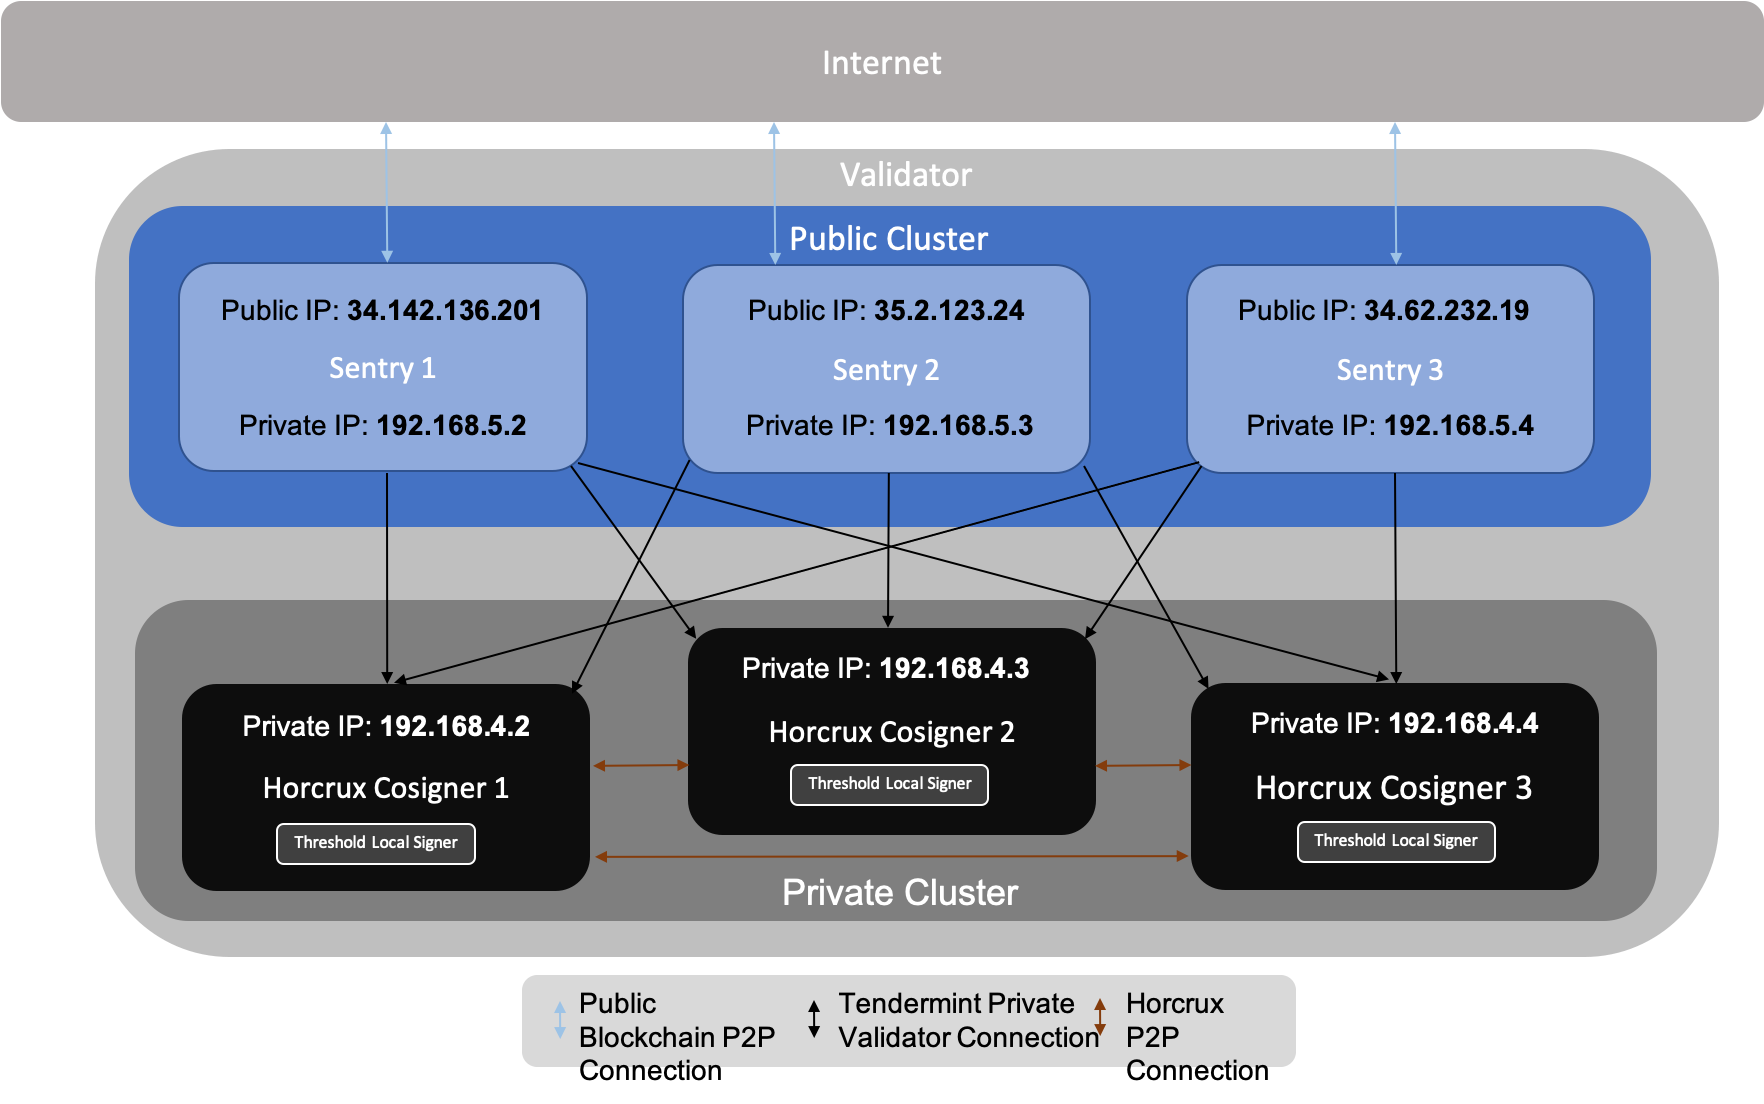 Internet
Validator
Public Cluster
Public IP: 34.142.136.201
Sentry 1
Private IP: 192.168.5.2
Public IP: 35.2.123.24
Sentry 2
Private IP: 192.168.5.3
Public IP: 34.62.232.19
Sentry 3
Private IP: 192.168.5.4
Private IP: 192.168.4.2
Horcrux Cosigner 1
Threshold Local Signer
Private IP: 192.168.4.3
Horcrux Cosigner 2
Threshold Local Signer
Private IP: 192.168.4.4
Horcrux Cosigner 3
Threshold Local Signer
Private Cluster
Public
Blockchain P2P
Connection
Tendermint Private
Validator Connection
Horcrux
P2P
Connection